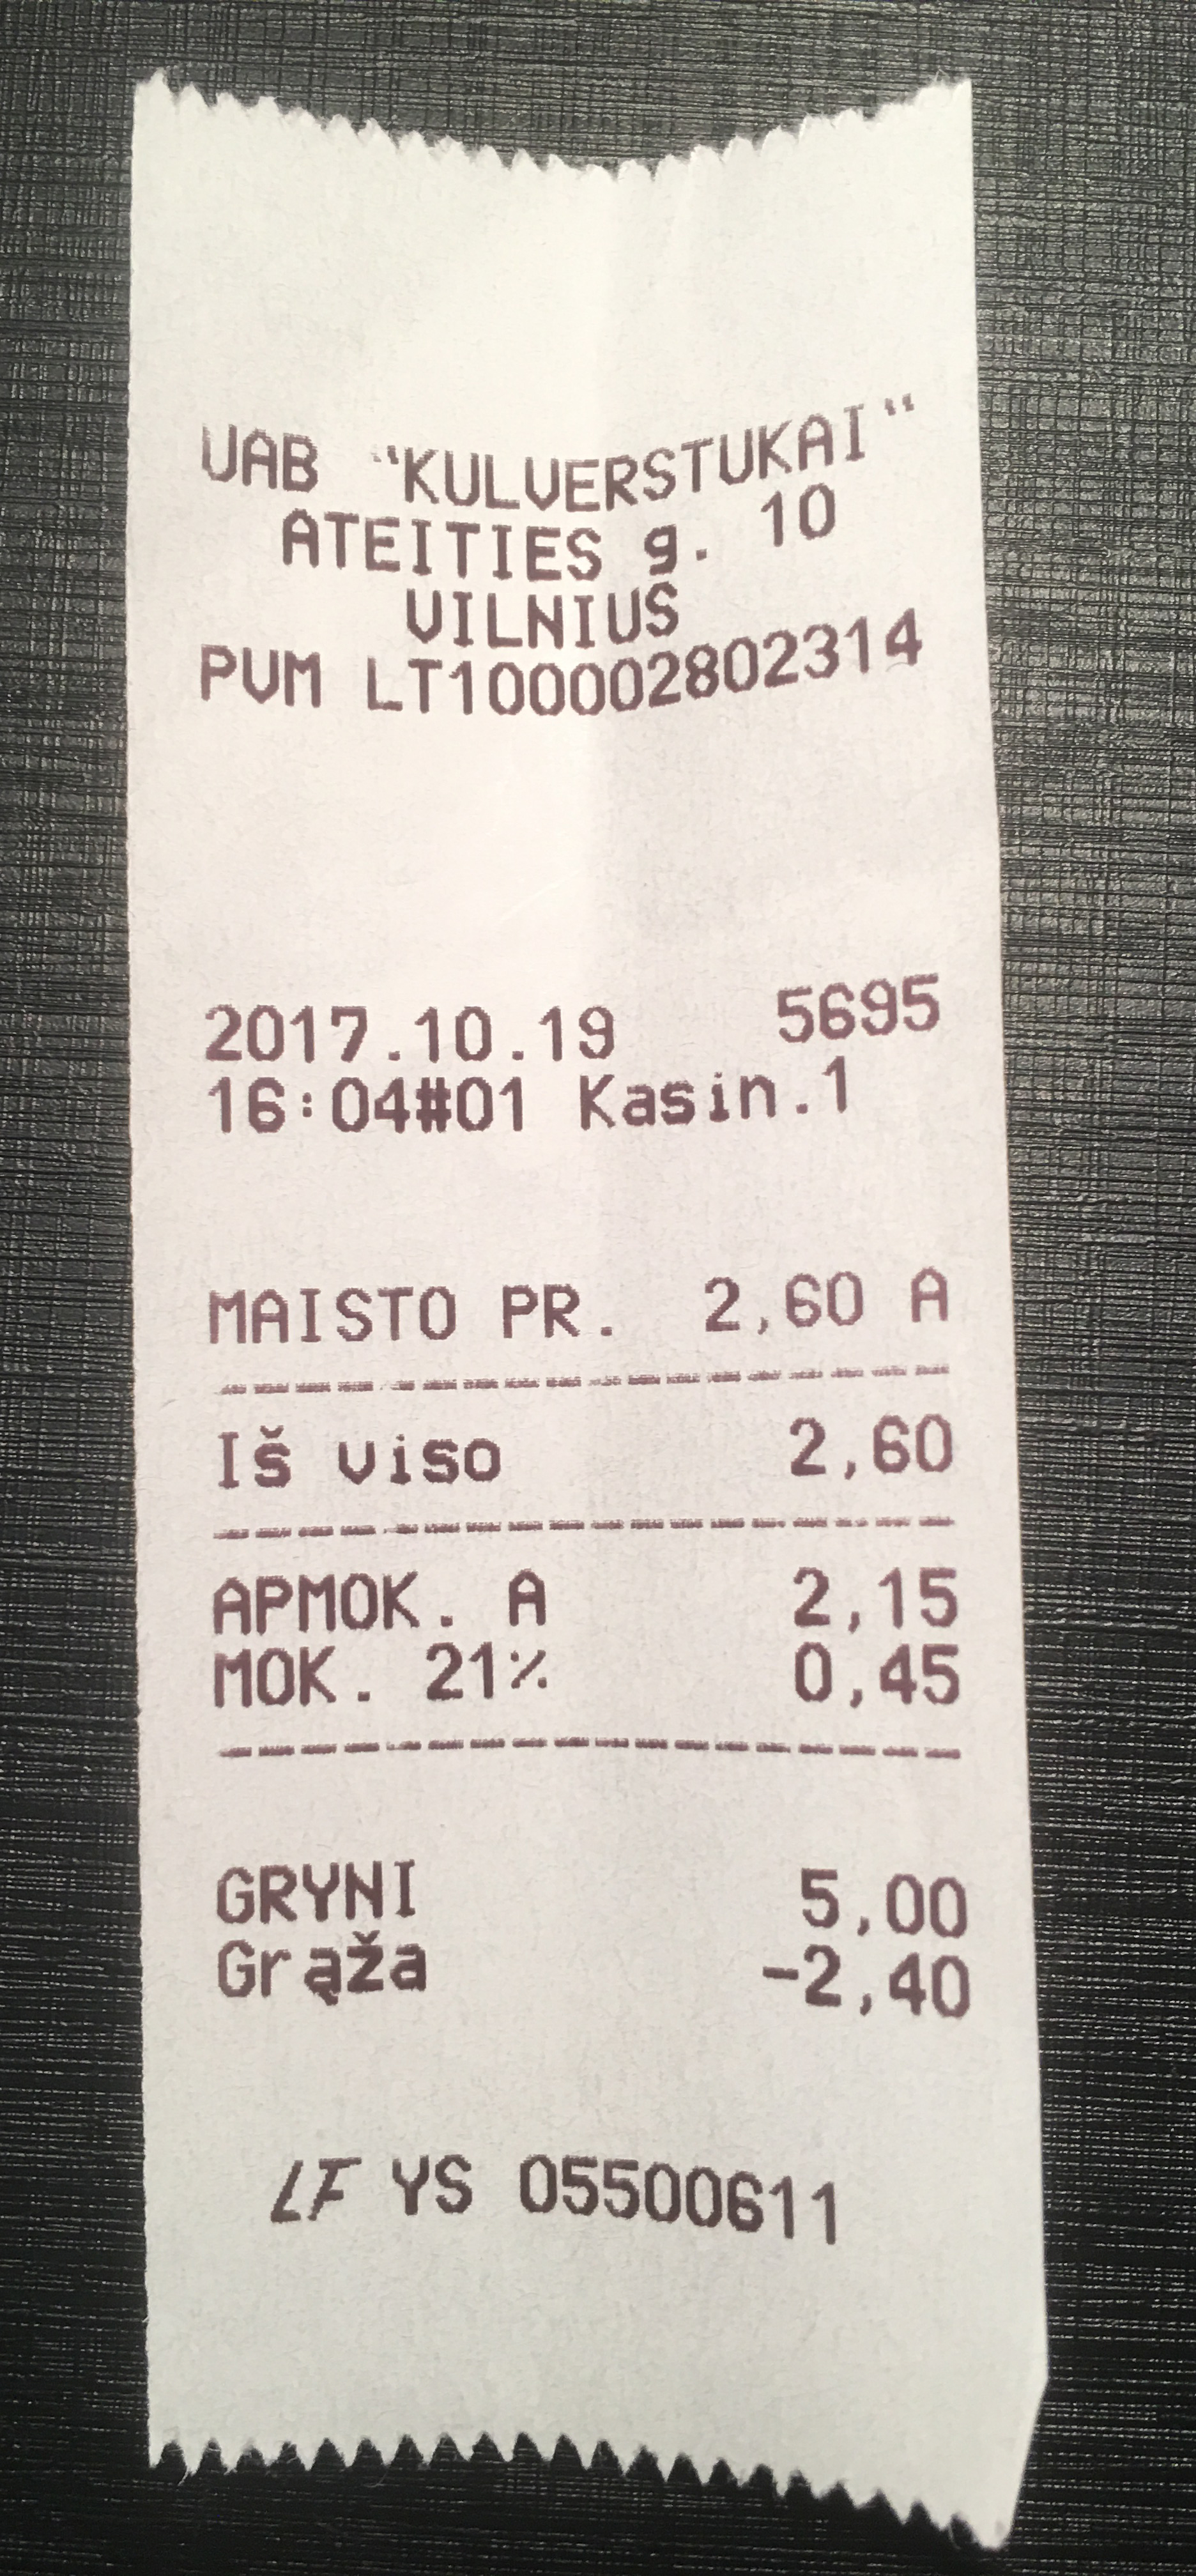 UAB "KULVERSTUKAI"
ATEITIES g. 10
VILNIUS
PVM LT100002802314
2017.10.19 5695
16:04#01 Kasin.1
MAISTO PR. 2,60 A
Iš viso 2,60
APMOK. A 2,15
MOK. 21% 0,45
GRYNI 5,00
Grąža -2,40
LF YS 05500611